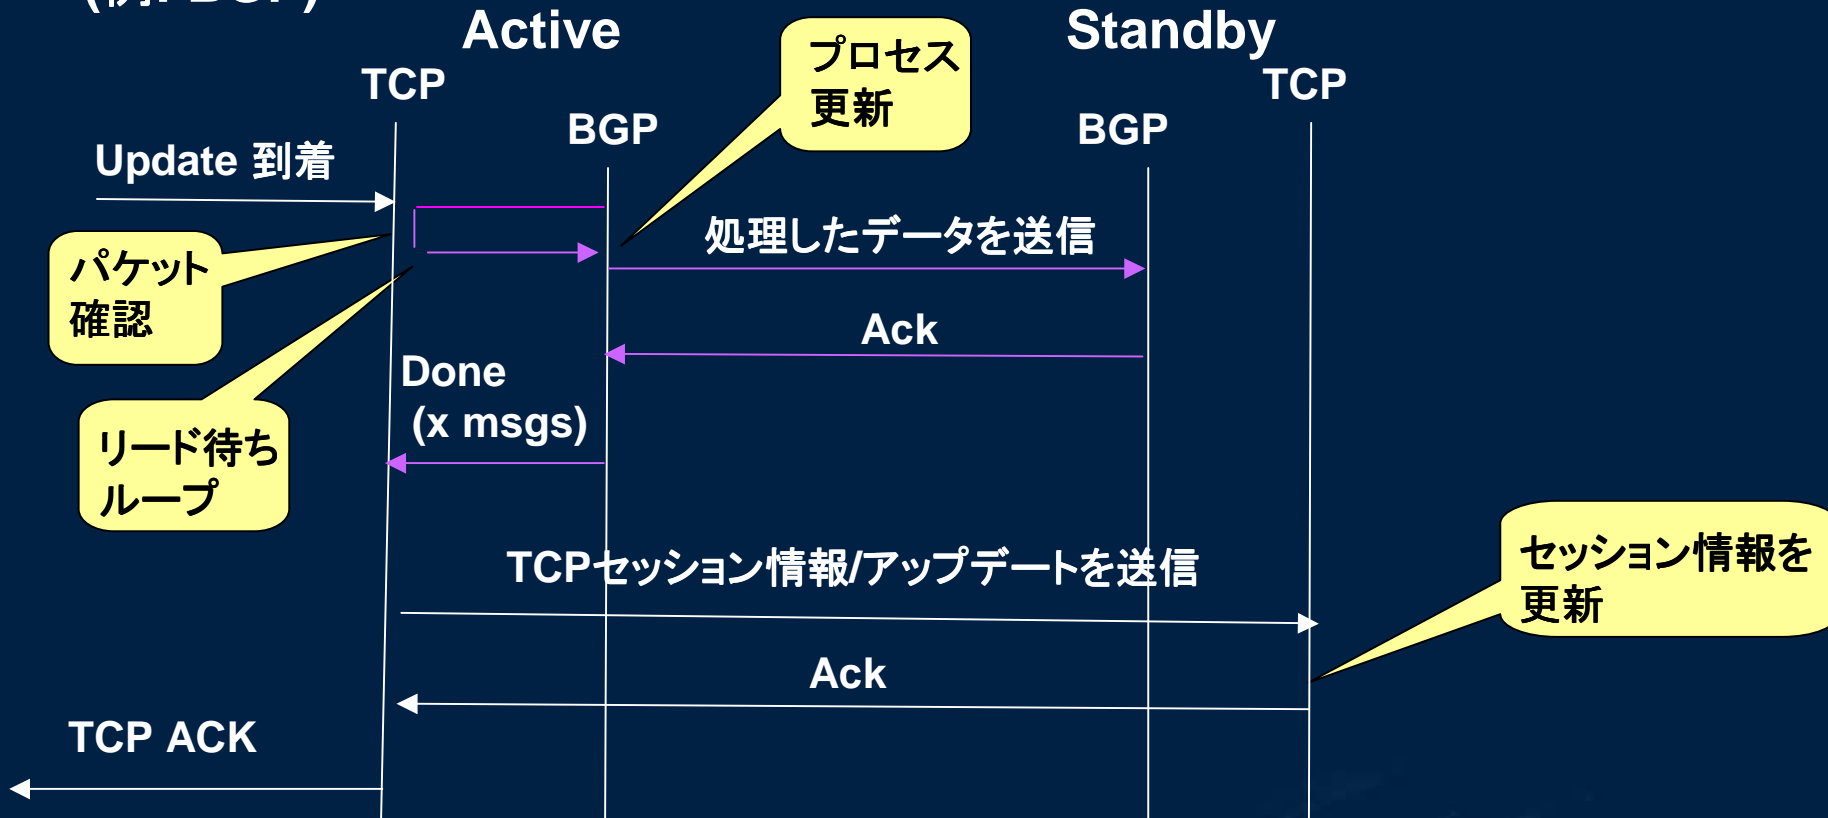 Active
Standby
TCP
BGP
プロセス
更新
BGP
TCP
Update 到着
処理したデータを送信
パケット
確認
Ack
Done
(x msgs)
リード待ち
ループ
TCPセッション情報/アップデートを送信
セッション情報を
更新
Ack
TCP ACK